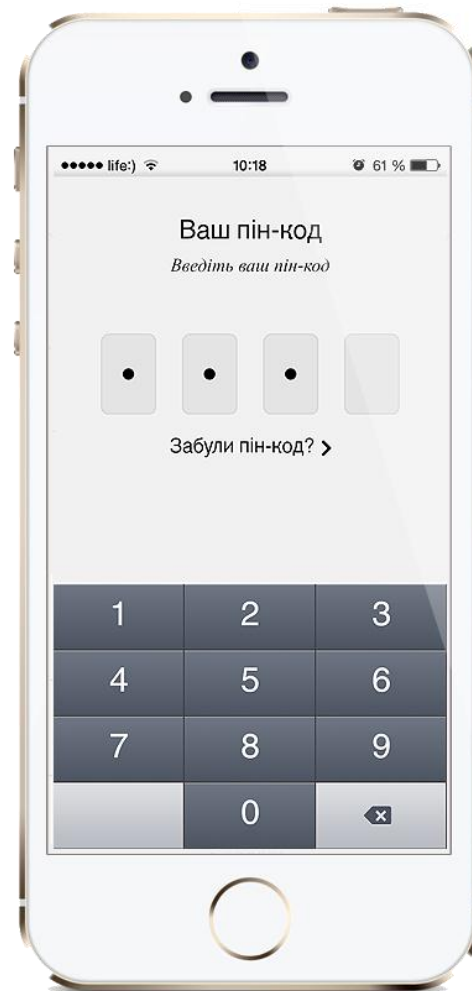 life:) 10:18 61 %
Ваш пін-код
Введіть ваш пін-код
Забули пін-код?
1 2 3
4 5 6
7 8 9
0